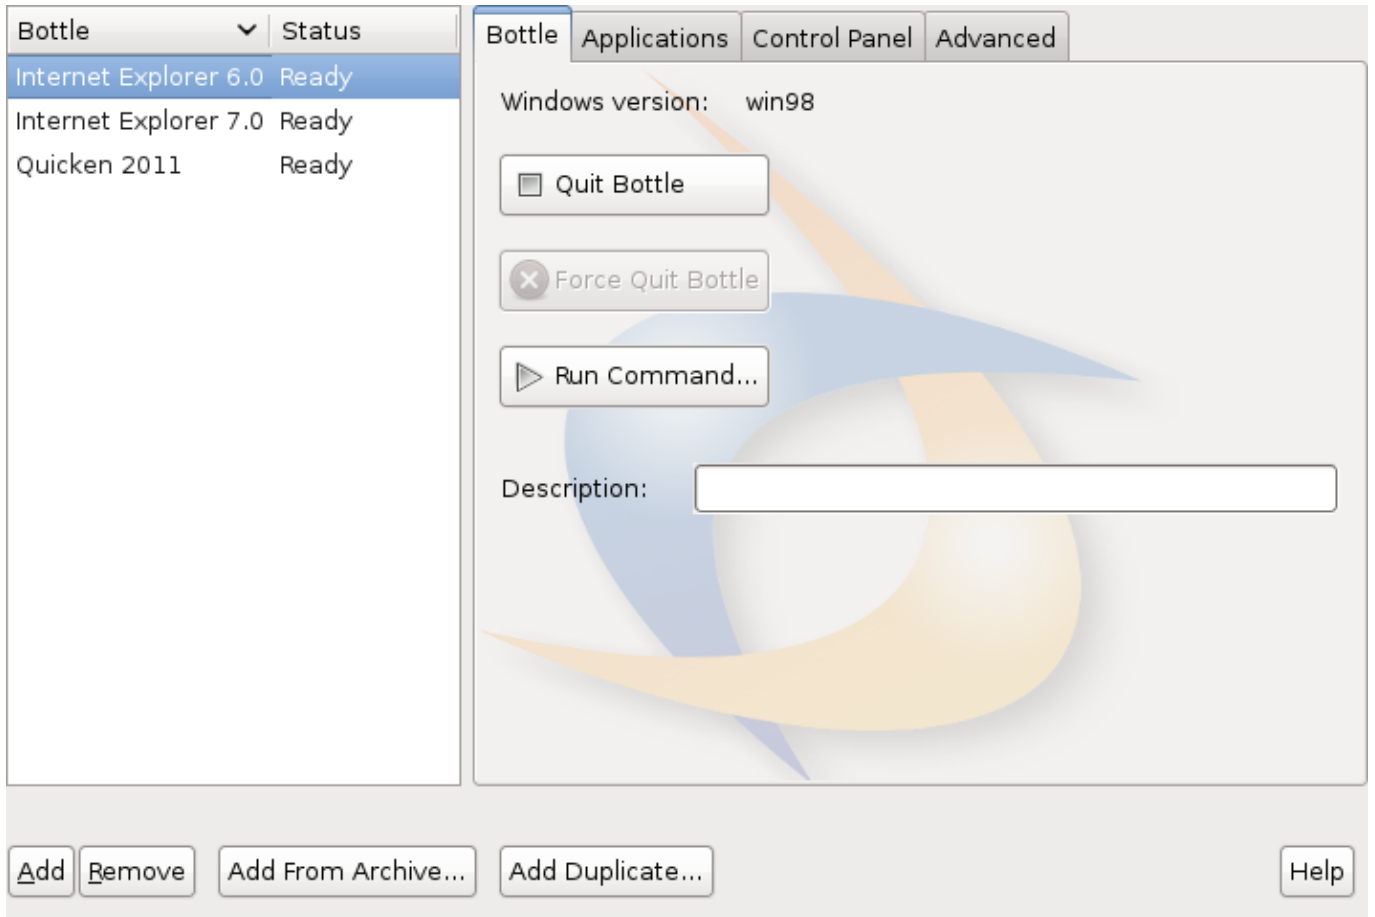 Bottle Status
Internet Explorer 6.0 Ready
Internet Explorer 7.0 Ready
Quicken 2011 Ready
Bottle Applications Control Panel Advanced
Windows version: win98
Quit Bottle
Force Quit Bottle
Run Command...
Description:
Add Remove Add From Archive... Add Duplicate... Help